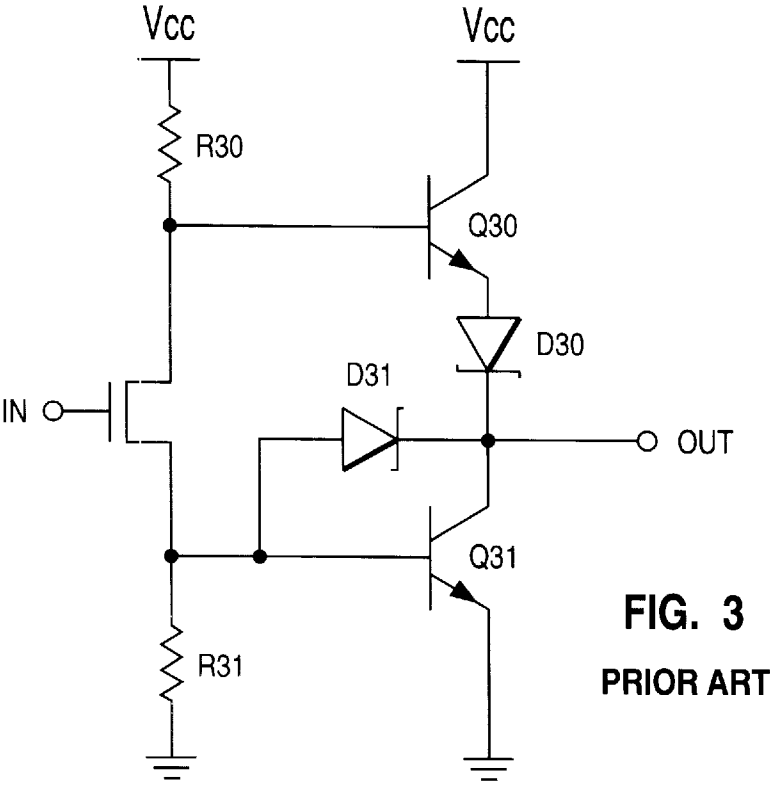 Vcc
Vcc
R30
Q30
D30
D31
IN
OUT
Q31
R31
FIG. 3
PRIOR ART